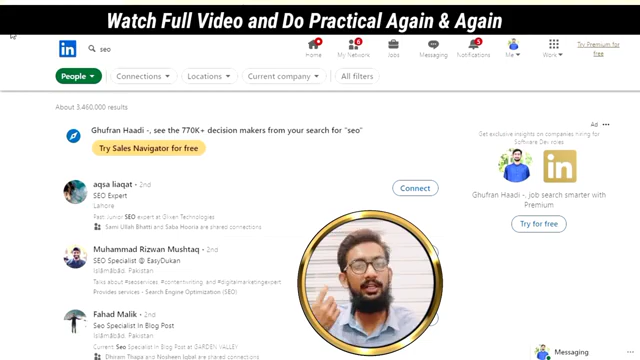 Watch Full Video and Do Practical Again & Again
in
seo
Home
My Network
Jobs
Messaging
Notifications
Me
Work
Try Premium for free
People
Connections
Locations
Current company
All filters
About 3,460,000 results
Ghufran Haadi -, see the 770K+ decision makers from your search for "seo"
Try Sales Navigator for free
Ad
Get exclusive insights on companies hiring for
Software Dev roles
in
Ghufran Haadi -, job search smarter with
Premium
Try for free
aqsa liaqat • 2nd
SEO Expert
Lahore
Past: Junior SEO expert at Given Technologies
Sami Ullah Bhatti and Saba Hooria are shared connections
Connect
Muhammad Rizwan Mushtaq • 2nd
SEO Specialist @ EasyDukan
Islāmābād, Pakistan
Talks about #seoservices, #contentwriting, and #digitalmarketingexpert
Provides services - Search Engine Optimization (SEO)
Fahad Malik • 2nd
Seo Specialist in Blog Post
Islāmābād, Pakistan
Current: Seo Specialist in Blog Post at GARDEN VALLEY
Dhiram Thapa and Nosheen Iqbal are shared connections
Messaging